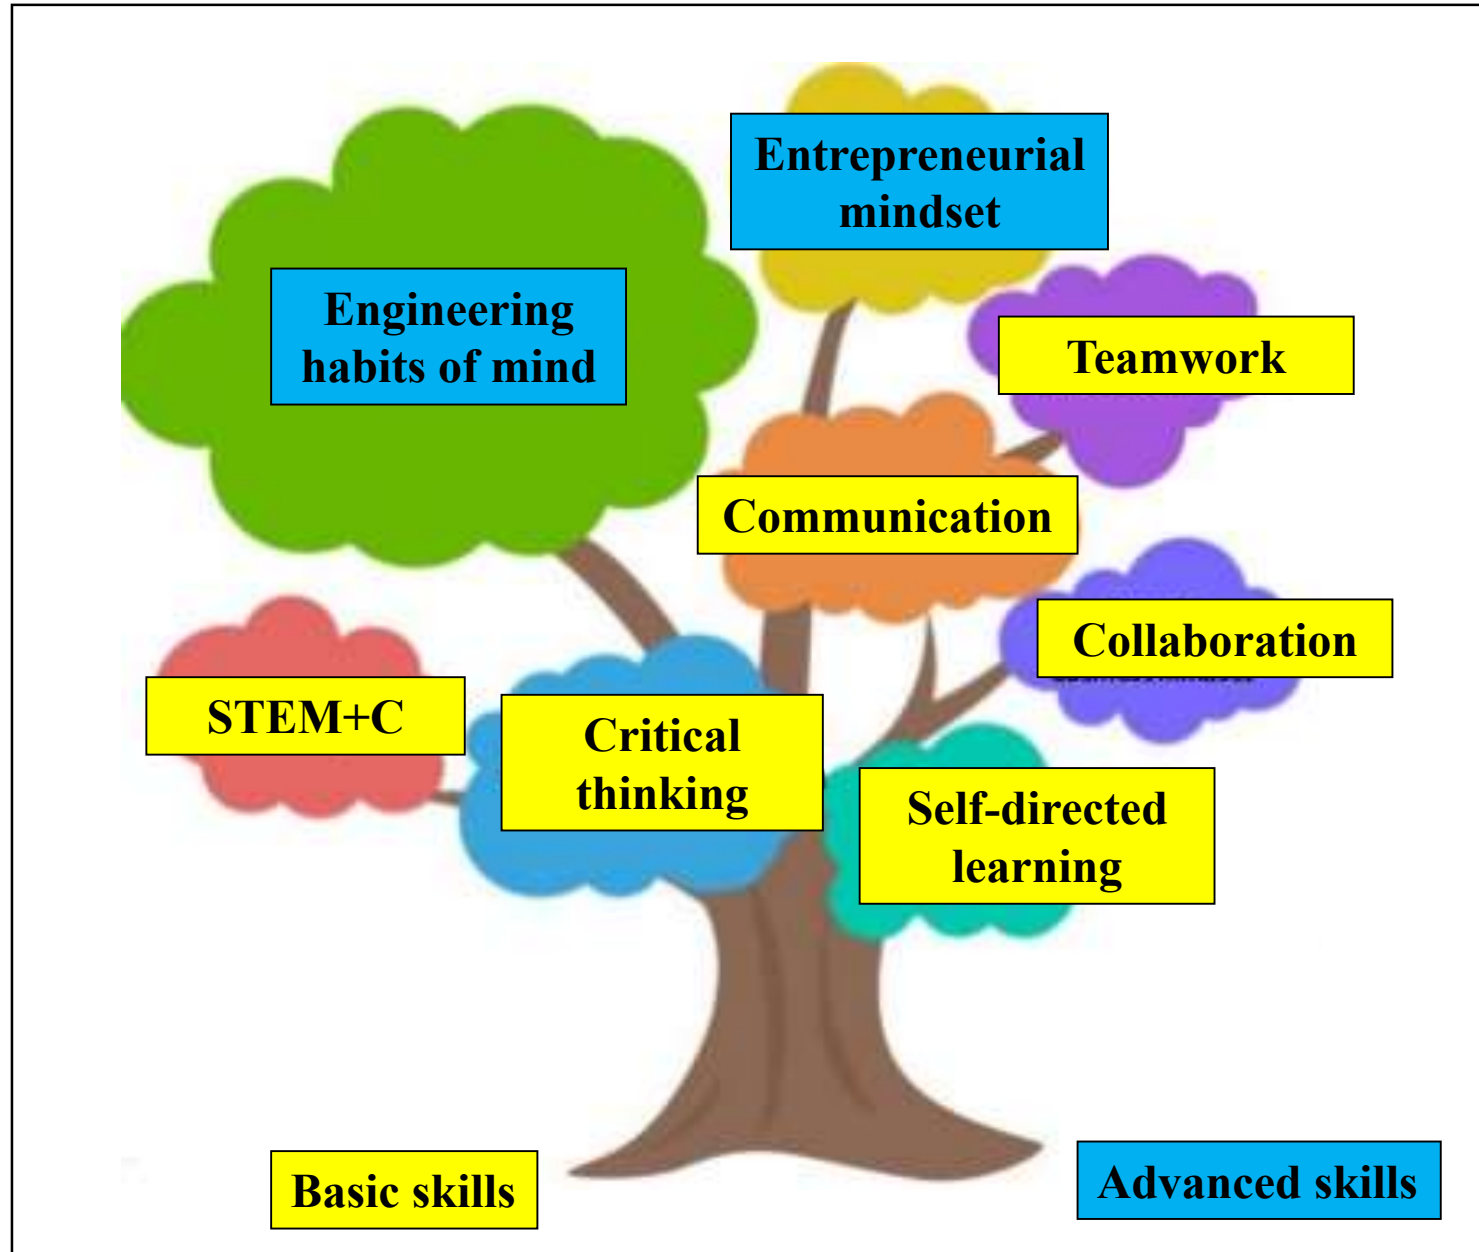 Entrepreneurial
mindset
Engineering
habits of mind
Teamwork
Communication
Collaboration
STEM+C
Critical
thinking
Self-directed
learning
Basic skills
Advanced skills